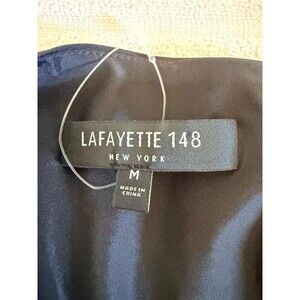 LAFAYETTE 148
NEW YORK
M
MADE IN
CHINA